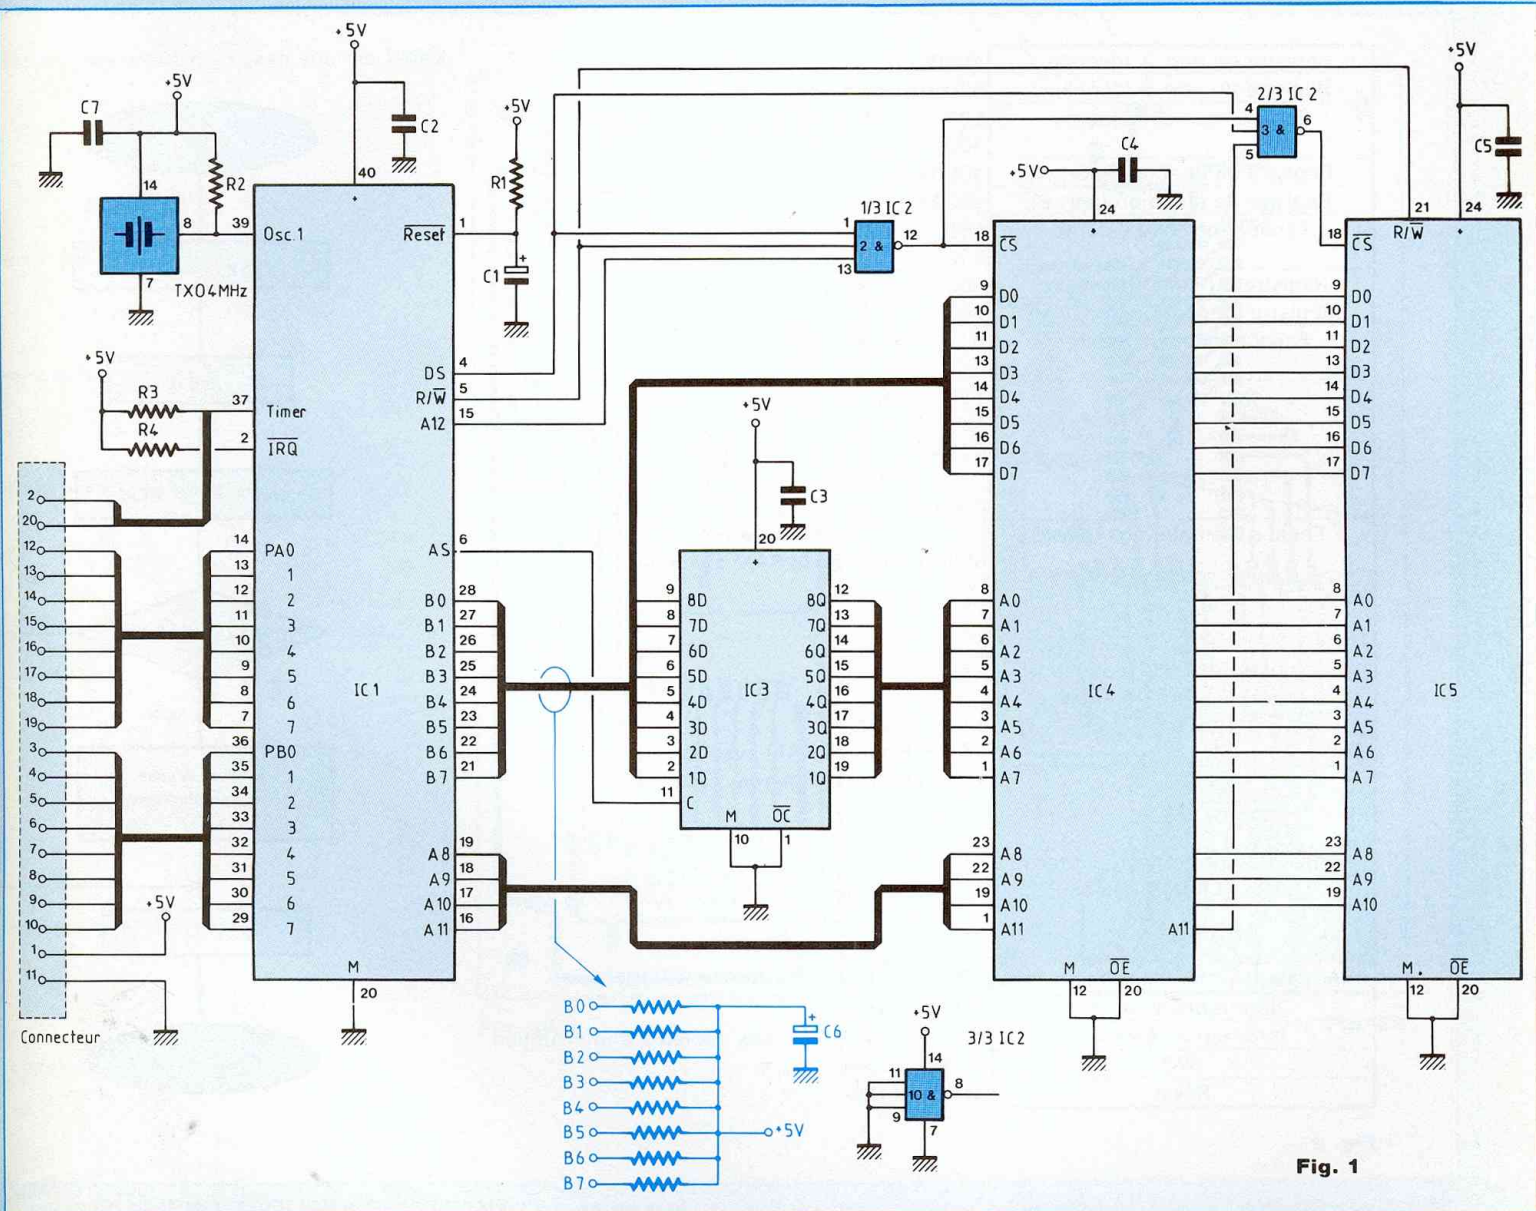 +5V
+5V
+5V
C7
C2
14
R2
40
+
8
39
Osc.1
7
TX04MHz
+5V
R1
1
Reset
+
C1
4
DS
5
R/W
15
A12
+5V
R3
37
Timer
R4
2
IRQ
2
20
12
14
PA0
13
13
1
14
12
2
15
11
3
16
10
4
17
9
5
18
8
6
19
7
7
3
36
PB0
4
35
1
5
34
2
6
33
3
7
32
4
8
31
5
9
30
6
10
29
7
+5V
1
11
Connecteur
IC1
6
AS
28
B0
27
B1
26
B2
25
B3
24
B4
23
B5
22
B6
21
B7
19
A8
18
A9
17
A10
16
A11
M
20
+5V
C3
20
+
9
8D
8Q
12
8
7D
7Q
13
7
6D
6Q
14
6
5D
5Q
15
5
4D
4Q
16
4
3D
3Q
17
3
2D
2Q
18
2
1D
1Q
19
11
C
IC3
M
OC
10
1
1/3 IC2
1
2 &
12
13
2/3 IC 2
4
3 &
6
5
+5V
C4
24
+
18
CS
9
D0
10
D1
11
D2
13
D3
14
D4
15
D5
16
D6
17
D7
8
A0
7
A1
6
A2
5
A3
4
A4
3
A5
2
A6
1
A7
23
A8
22
A9
19
A10
1
A11
A11
IC4
M
OE
12
20
+5V
C5
21
24
R/W
+
18
CS
9
D0
10
D1
11
D2
13
D3
14
D4
15
D5
16
D6
17
D7
8
A0
7
A1
6
A2
5
A3
4
A4
3
A5
2
A6
1
A7
23
A8
22
A9
19
A10
IC5
M.
OE
12
20
B0
B1
B2
B3
B4
B5
B6
B7
+
C6
+5V
+5V
3/3 IC2
14
11
10 &
8
9
7
Fig. 1